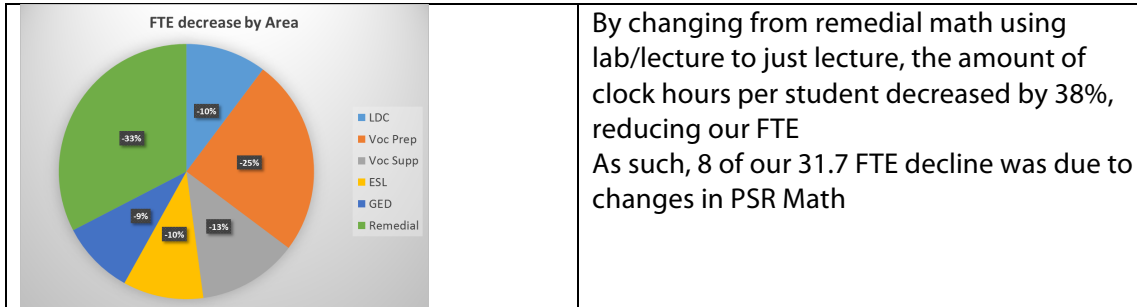 FTE decrease by Area
-10%
-33%
-25%
-9%
-10%
-13%
LDC
Voc Prep
Voc Supp
ESL
GED
Remedial
By changing from remedial math using
lab/lecture to just lecture, the amount of
clock hours per student decreased by 38%,
reducing our FTE
As such, 8 of our 31.7 FTE decline was due to
changes in PSR Math